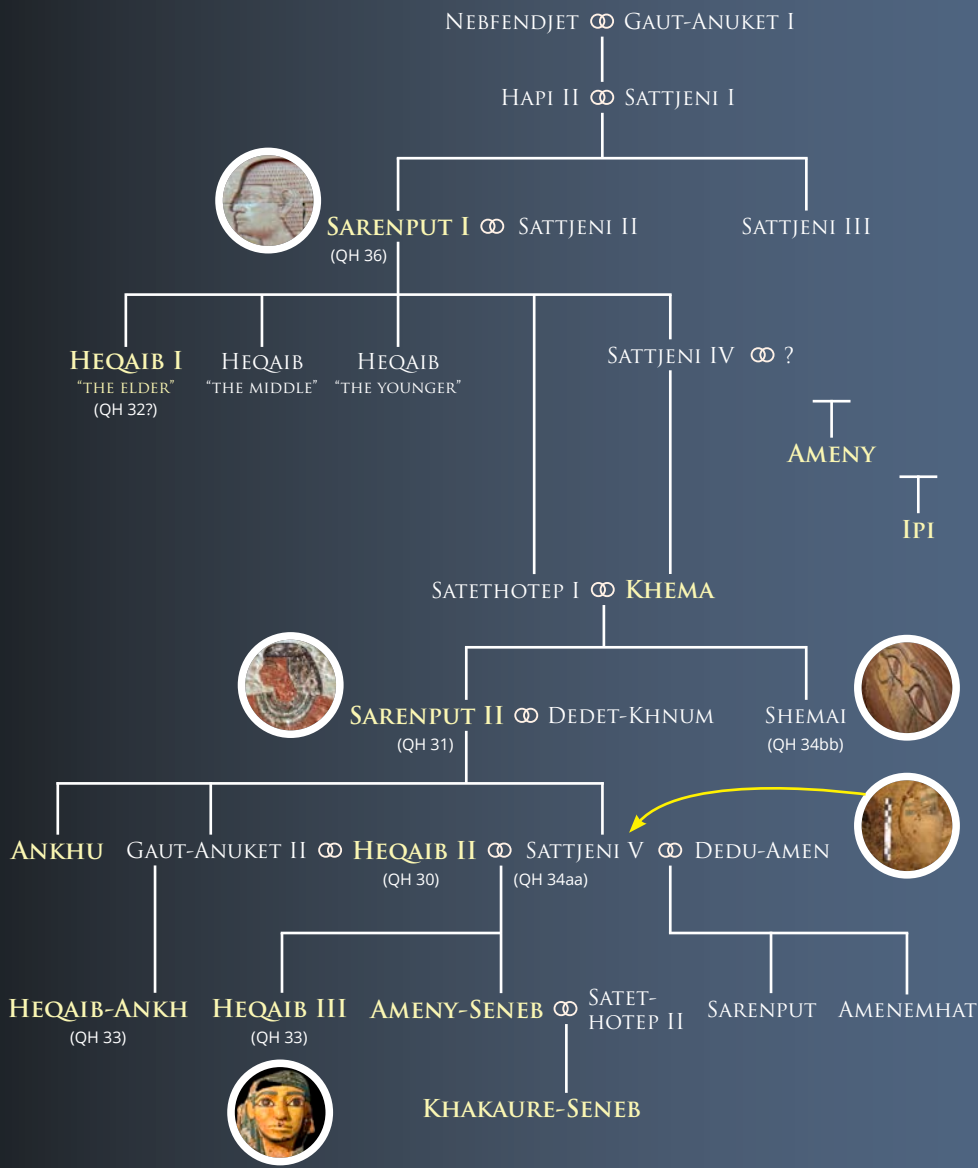 Nebfendjet Gaut-Anuket I
Hapi II Sattjeni I
Sarenput I Sattjeni II Sattjeni III
(QH 36)
Heqaib I Heqaib Heqaib Sattjeni IV ?
"the elder" "the middle" "the younger"
(QH 32?)
Ameny
Ipi
Satethotep I Khema
Sarenput II Dedet-Khnum Shemai
(QH 31) (QH 34bb)
Ankhu Gaut-Anuket II Heqaib II Sattjeni V Dedu-Amen
(QH 30) (QH 34aa)
Heqaib-Ankh Heqaib III Ameny-Seneb Satet-
hotep II Sarenput Amenemhat
(QH 33) (QH 33)
Khakaure-Seneb